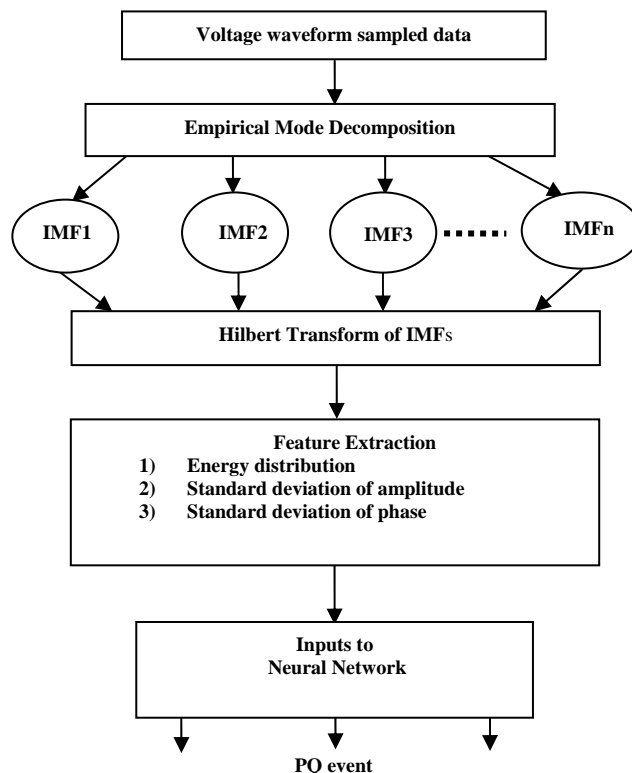 Voltage waveform sampled data
Empirical Mode Decomposition
IMF1 IMF2 IMF3 IMFn
Hilbert Transform of IMFs
Feature Extraction
1) Energy distribution
2) Standard deviation of amplitude
3) Standard deviation of phase
Inputs to
Neural Network
PQ event